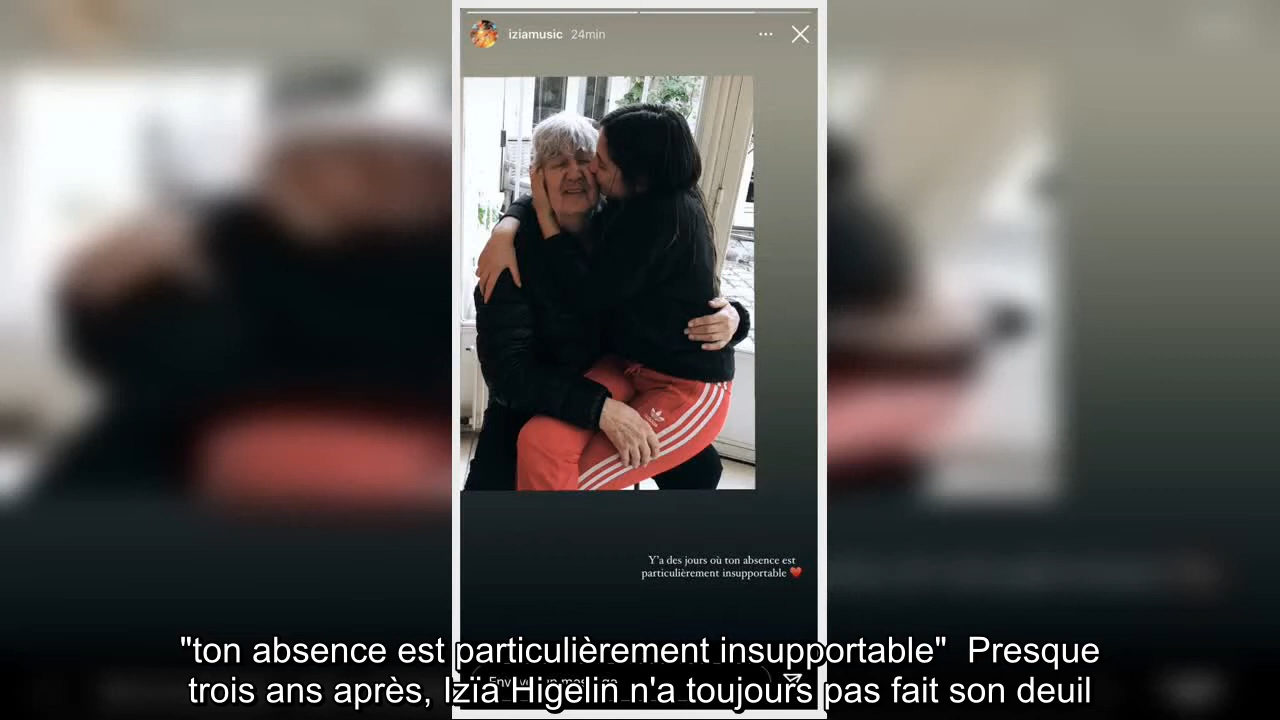 iziamusic 24min
Y'a des jours où ton absence est
particulièrement insupportable ❤️
"ton absence est particulièrement insupportable"  Presque
trois ans après, Izïa Higelin n'a toujours pas fait son deuil